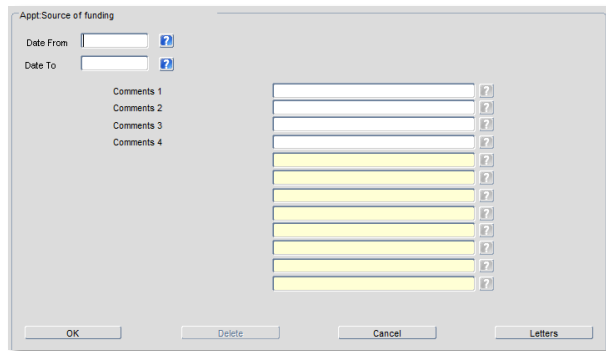 Appt:Source of funding
Date From ?
Date To ?
Comments 1 ?
Comments 2 ?
Comments 3 ?
Comments 4 ?
?
?
?
?
?
?
?
?
OK Delete Cancel Letters